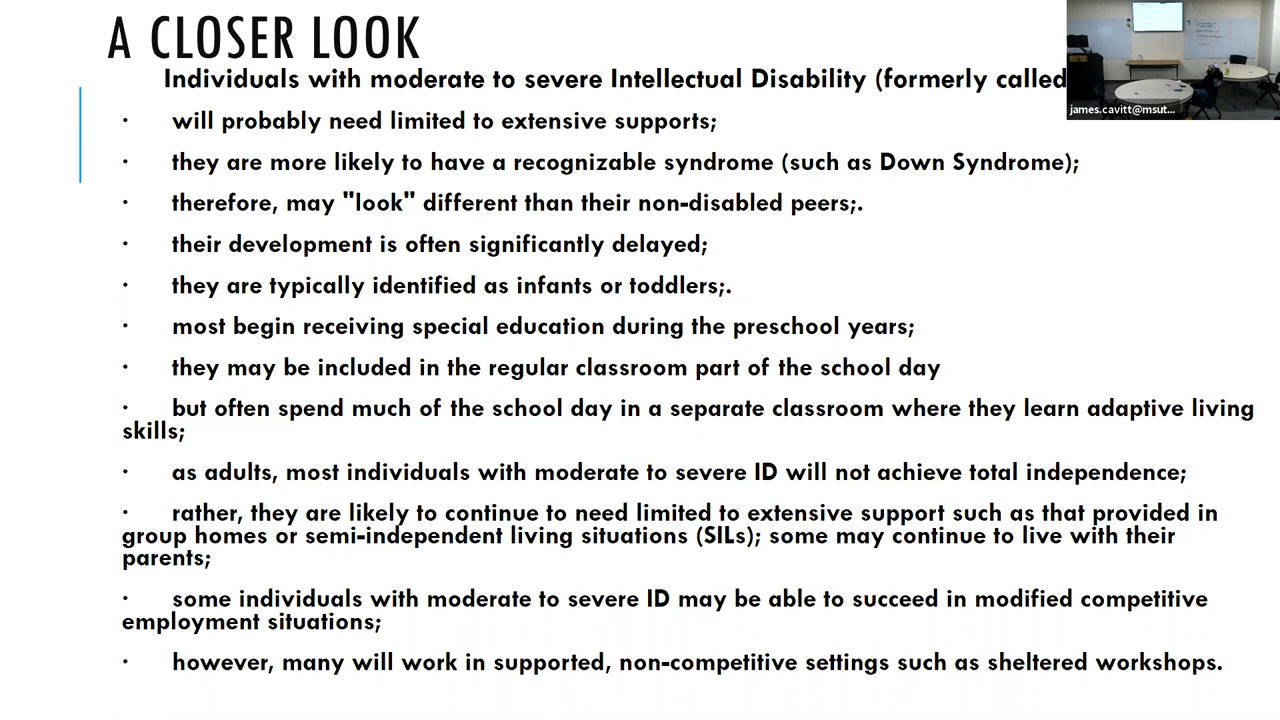 A CLOSER LOOK
Individuals with moderate to severe Intellectual Disability (formerly called
james.cavitt@msut...
· will probably need limited to extensive supports;
· they are more likely to have a recognizable syndrome (such as Down Syndrome);
· therefore, may "look" different than their non-disabled peers;.
· their development is often significantly delayed;
· they are typically identified as infants or toddlers;.
· most begin receiving special education during the preschool years;
· they may be included in the regular classroom part of the school day
· but often spend much of the school day in a separate classroom where they learn adaptive living
skills;
· as adults, most individuals with moderate to severe ID will not achieve total independence;
· rather, they are likely to continue to need limited to extensive support such as that provided in
group homes or semi-independent living situations (SILs); some may continue to live with their
parents;
· some individuals with moderate to severe ID may be able to succeed in modified competitive
employment situations;
· however, many will work in supported, non-competitive settings such as sheltered workshops.